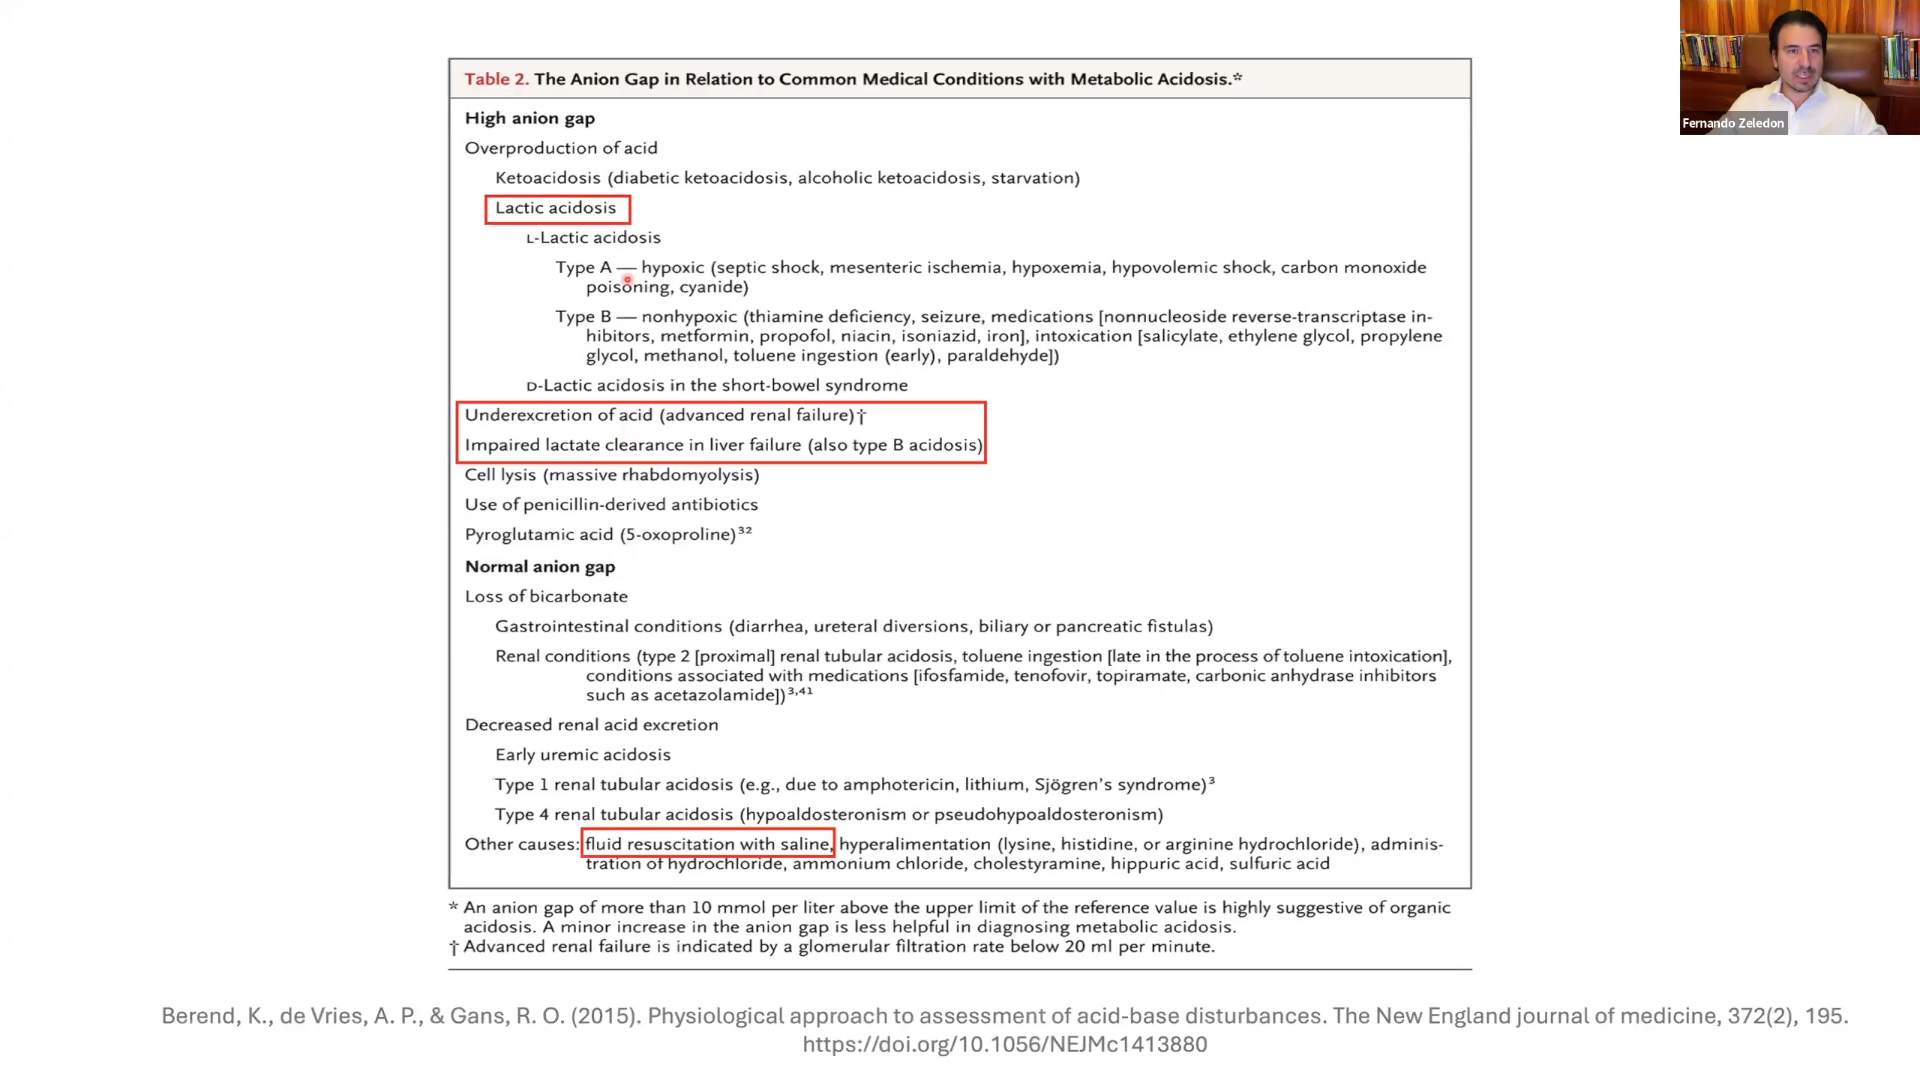 Table 2. The Anion Gap in Relation to Common Medical Conditions with Metabolic Acidosis.*
High anion gap
Overproduction of acid
Ketoacidosis (diabetic ketoacidosis, alcoholic ketoacidosis, starvation)
Lactic acidosis
L-Lactic acidosis
Type A — hypoxic (septic shock, mesenteric ischemia, hypoxemia, hypovolemic shock, carbon monoxide
poisoning, cyanide)
Type B — nonhypoxic (thiamine deficiency, seizure, medications [nonnucleoside reverse-transcriptase in-
hibitors, metformin, propofol, niacin, isoniazid, iron], intoxication [salicylate, ethylene glycol, propylene
glycol, methanol, toluene ingestion (early), paraldehyde])
D-Lactic acidosis in the short-bowel syndrome
Underexcretion of acid (advanced renal failure)†
Impaired lactate clearance in liver failure (also type B acidosis)
Cell lysis (massive rhabdomyolysis)
Use of penicillin-derived antibiotics
Pyroglutamic acid (5-oxoproline)³²
Normal anion gap
Loss of bicarbonate
Gastrointestinal conditions (diarrhea, ureteral diversions, biliary or pancreatic fistulas)
Renal conditions (type 2 [proximal] renal tubular acidosis, toluene ingestion [late in the process of toluene intoxication],
conditions associated with medications [ifosfamide, tenofovir, topiramate, carbonic anhydrase inhibitors
such as acetazolamide])³,⁴¹
Decreased renal acid excretion
Early uremic acidosis
Type 1 renal tubular acidosis (e.g., due to amphotericin, lithium, Sjögren's syndrome)³
Type 4 renal tubular acidosis (hypoaldosteronism or pseudohypoaldosteronism)
Other causes: fluid resuscitation with saline, hyperalimentation (lysine, histidine, or arginine hydrochloride), adminis-
tration of hydrochloride, ammonium chloride, cholestyramine, hippuric acid, sulfuric acid
* An anion gap of more than 10 mmol per liter above the upper limit of the reference value is highly suggestive of organic
acidosis. A minor increase in the anion gap is less helpful in diagnosing metabolic acidosis.
† Advanced renal failure is indicated by a glomerular filtration rate below 20 ml per minute.
Berend, K., de Vries, A. P., & Gans, R. O. (2015). Physiological approach to assessment of acid-base disturbances. The New England journal of medicine, 372(2), 195.
https://doi.org/10.1056/NEJMc1413880
Fernando Zeledon